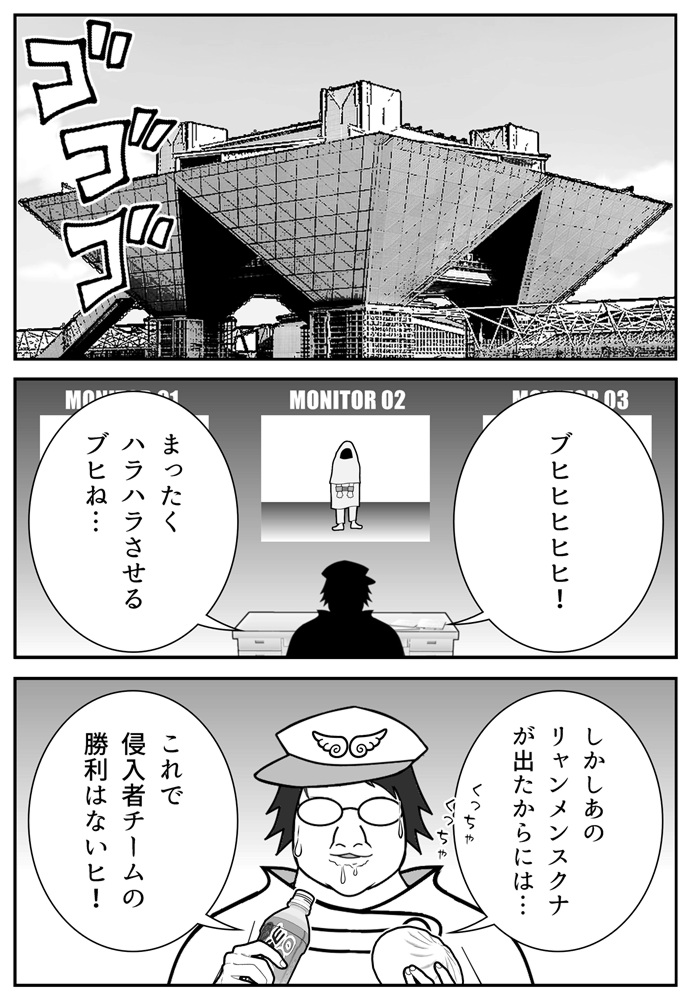 ゴゴゴ
MONITOR 01
MONITOR 02
MONITOR 03
ブヒヒヒヒヒ！
まったく
ハラハラさせる
ブヒね…
しかしあの
リャンメンスクナ
が出たからには…
くっちゃ
くっちゃ
これで
侵入者チームの
勝利はないヒ！